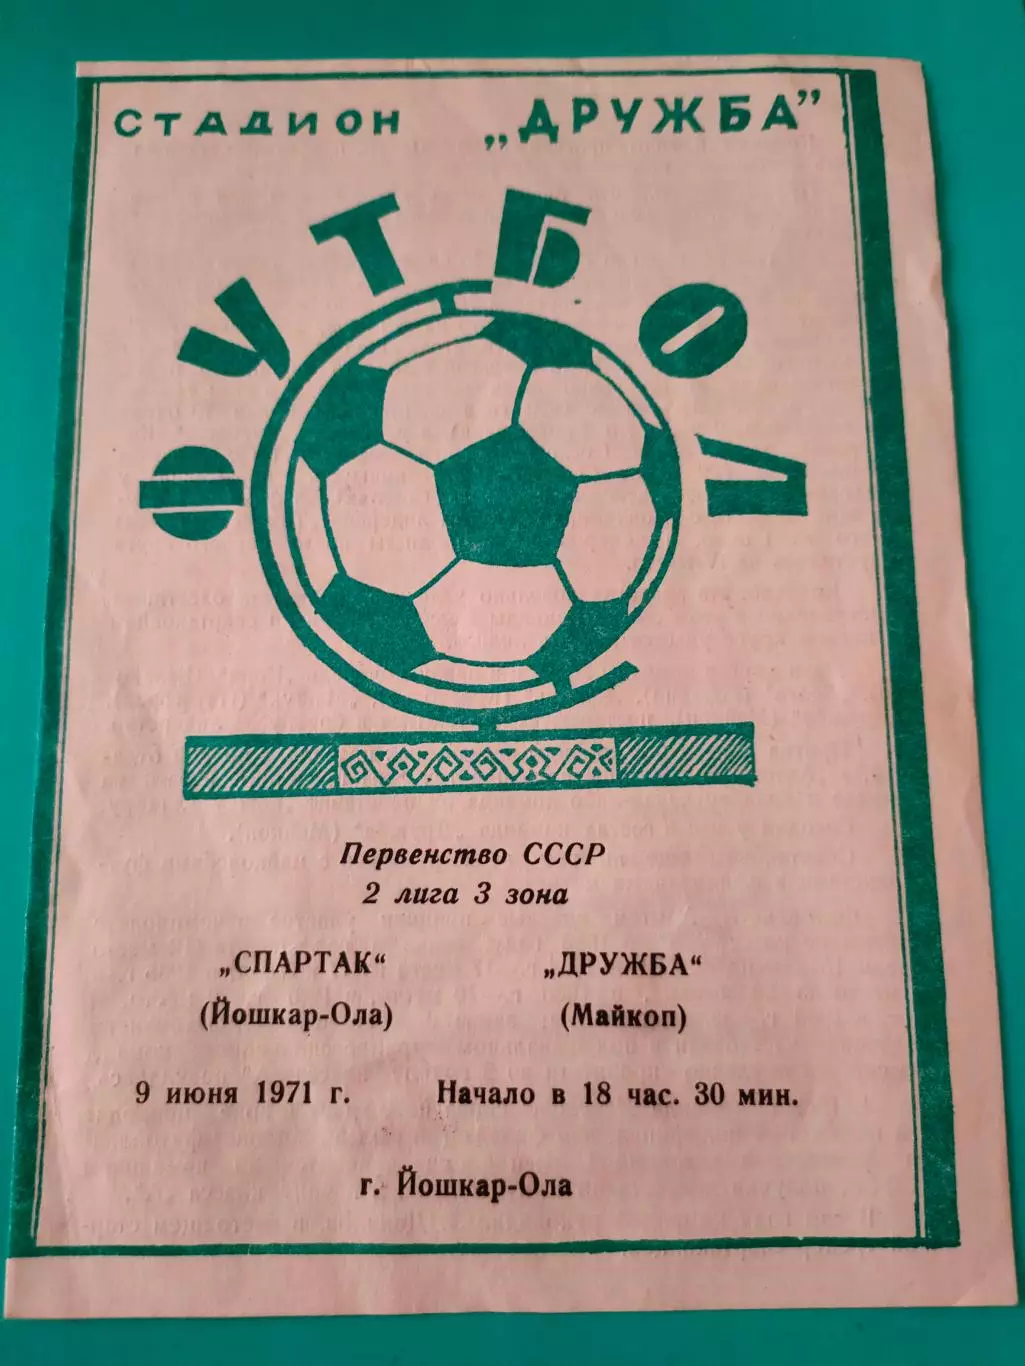 СТАДИОН „ДРУЖБА”
ФУТБОЛ
Первенство СССР
2 лига 3 зона
„СПАРТАК“ „ДРУЖБА“
(Йошкар-Ола) (Майкоп)
9 июня 1971 г. Начало в 18 час. 30 мин.
г. Йошкар-Ола